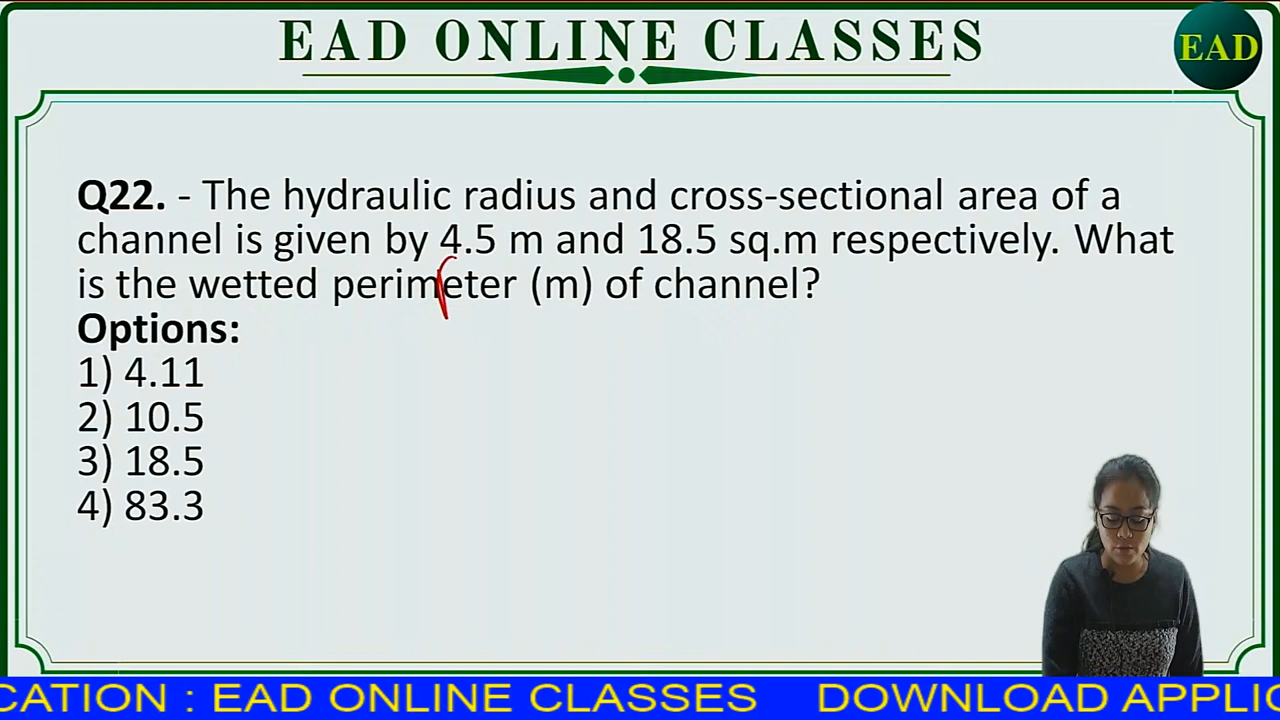 EAD ONLINE CLASSES
EAD
Q22. - The hydraulic radius and cross-sectional area of a
channel is given by 4.5 m and 18.5 sq.m respectively. What
is the wetted perimeter (m) of channel?
Options:
1) 4.11
2) 10.5
3) 18.5
4) 83.3
CATION : EAD ONLINE CLASSES DOWNLOAD APPLIC